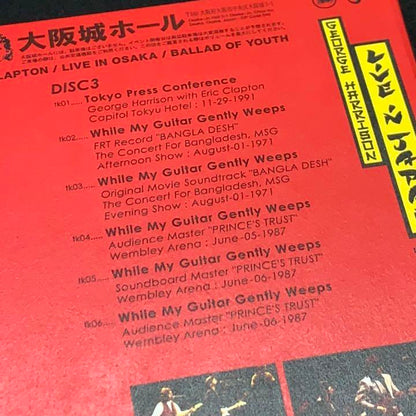 大阪城ホール
CLAPTON / LIVE IN OSAKA / BALLAD OF YOUTH
DISC3
tk01..... Tokyo Press Conference
George Harrison with Eric Clapton
Capitol Tokyo Hotel : 11-29-1991
tk02..... While My Guitar Gently Weeps
FRT Record "BANGLA DESH"
The Concert For Bangladesh, MSG
Afternoon Show : August-01-1971
tk03..... While My Guitar Gently Weeps
Original Movie Soundtrack "BANGLA DESH"
The Concert For Bangladesh, MSG
Evening Show : August-01-1971
tk04..... While My Guitar Gently Weeps
Audience Master "PRINCE'S TRUST"
Wembley Arena : June-05-1987
tk05..... While My Guitar Gently Weeps
Soundboard Master "PRINCE'S TRUST"
Wembley Arena : June-06-1987
tk06..... While My Guitar Gently Weeps
Audience Master "PRINCE'S TRUST"
Wembley Arena : June-06-1987
GEORGE HARRISON
LIVE IN JAPA